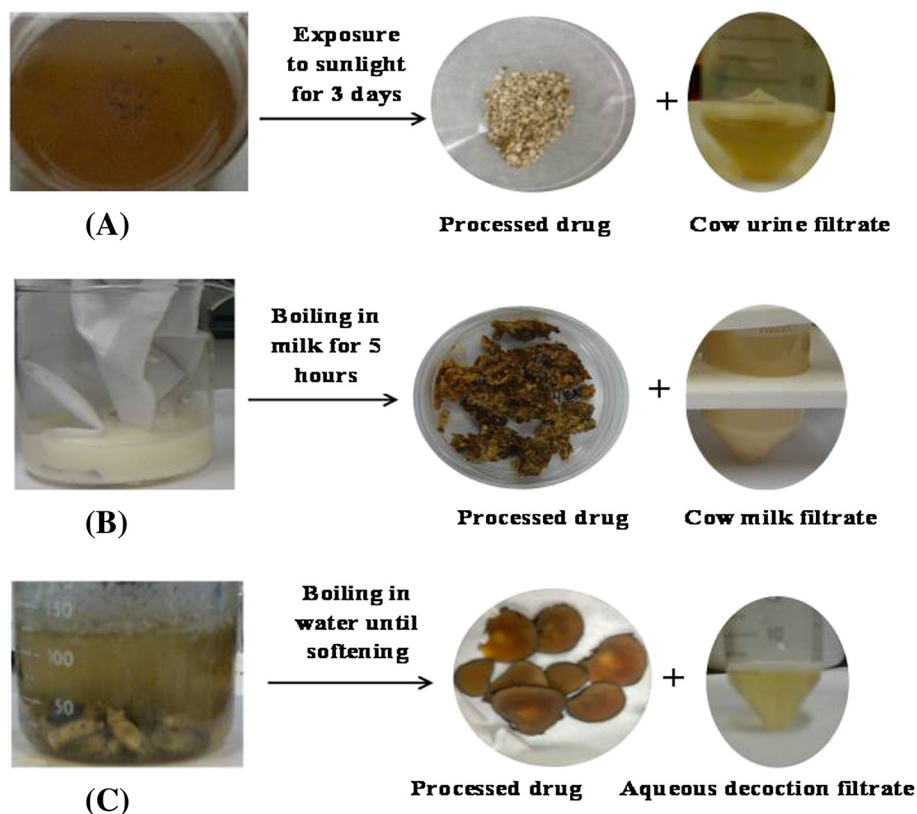 Exposure
to sunlight
for 3 days
+
Processed drug
Cow urine filtrate
(A)
Boiling in
milk for 5
hours
+
Processed drug
Cow milk filtrate
(B)
Boiling in
water until
softening
150
100
50
+
10
Processed drug
Aqueous decoction filtrate
(C)